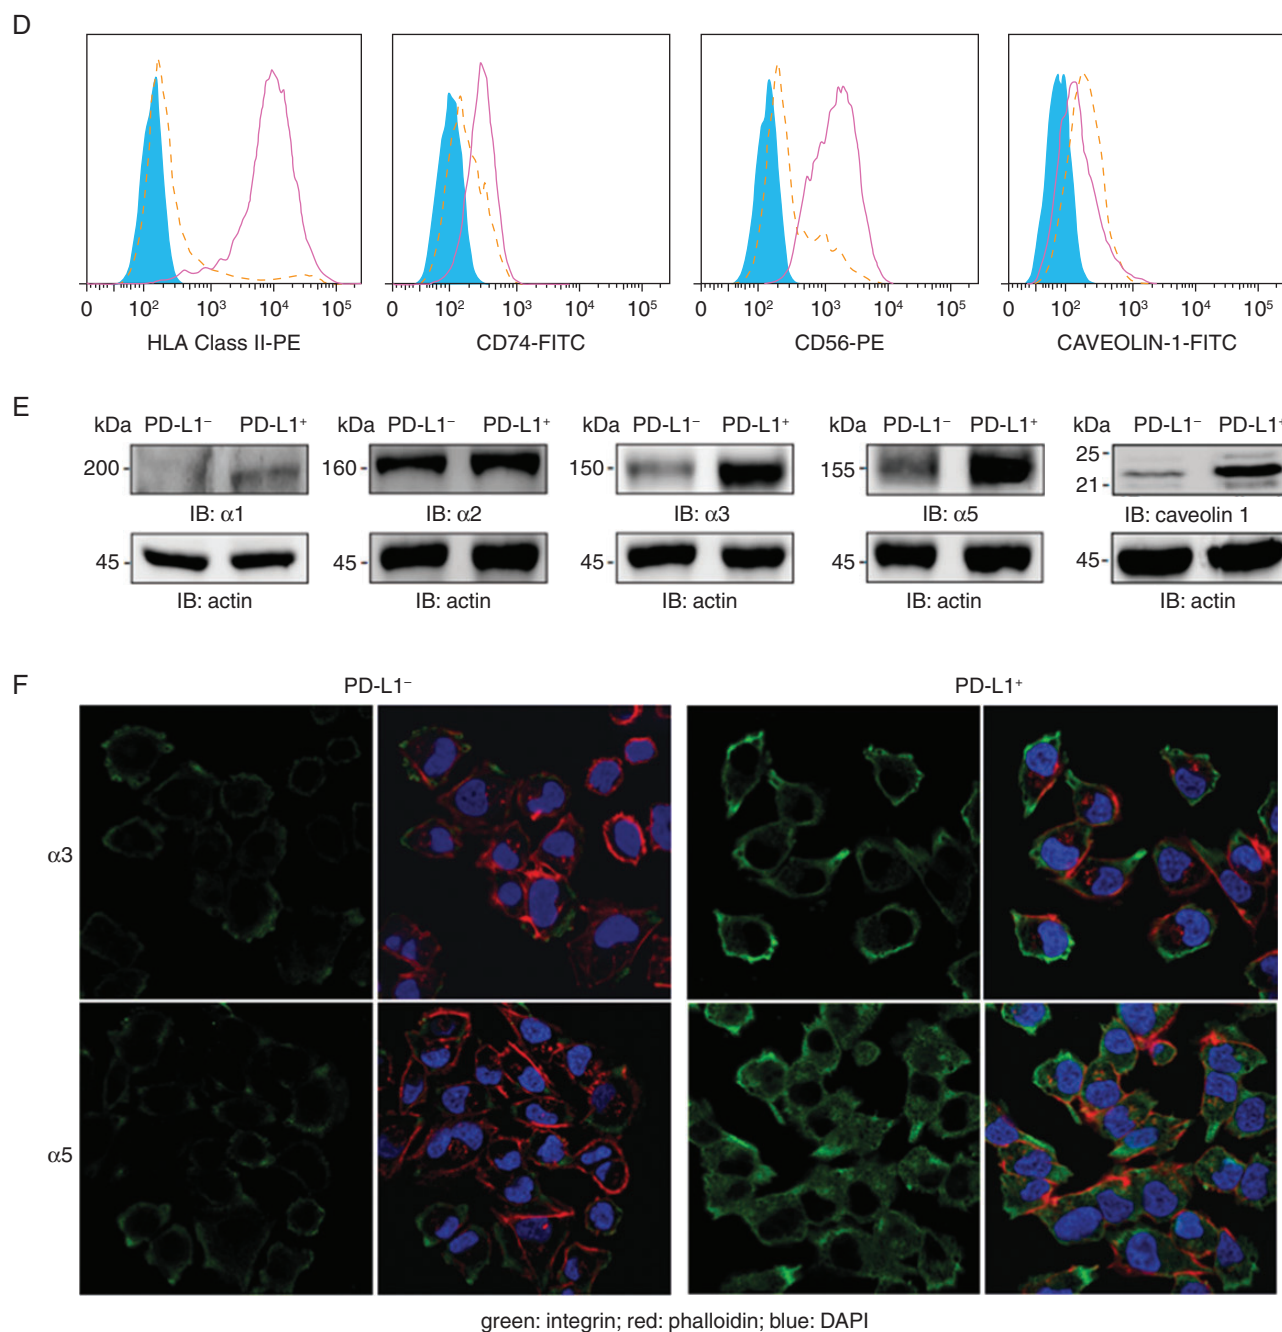 D
0 10² 10³ 10⁴ 10⁵
HLA Class II-PE
0 10² 10³ 10⁴ 10⁵
CD74-FITC
0 10² 10³ 10⁴ 10⁵
CD56-PE
0 10² 10³ 10⁴ 10⁵
CAVEOLIN-1-FITC
E
kDa PD-L1⁻ PD-L1⁺
200
IB: α1
45
IB: actin
kDa PD-L1⁻ PD-L1⁺
160
IB: α2
45
IB: actin
kDa PD-L1⁻ PD-L1⁺
150
IB: α3
45
IB: actin
kDa PD-L1⁻ PD-L1⁺
155
IB: α5
45
IB: actin
kDa PD-L1⁻ PD-L1⁺
25
21
IB: caveolin 1
45
IB: actin
F
PD-L1⁻ PD-L1⁺
α3
α5
green: integrin; red: phalloidin; blue: DAPI